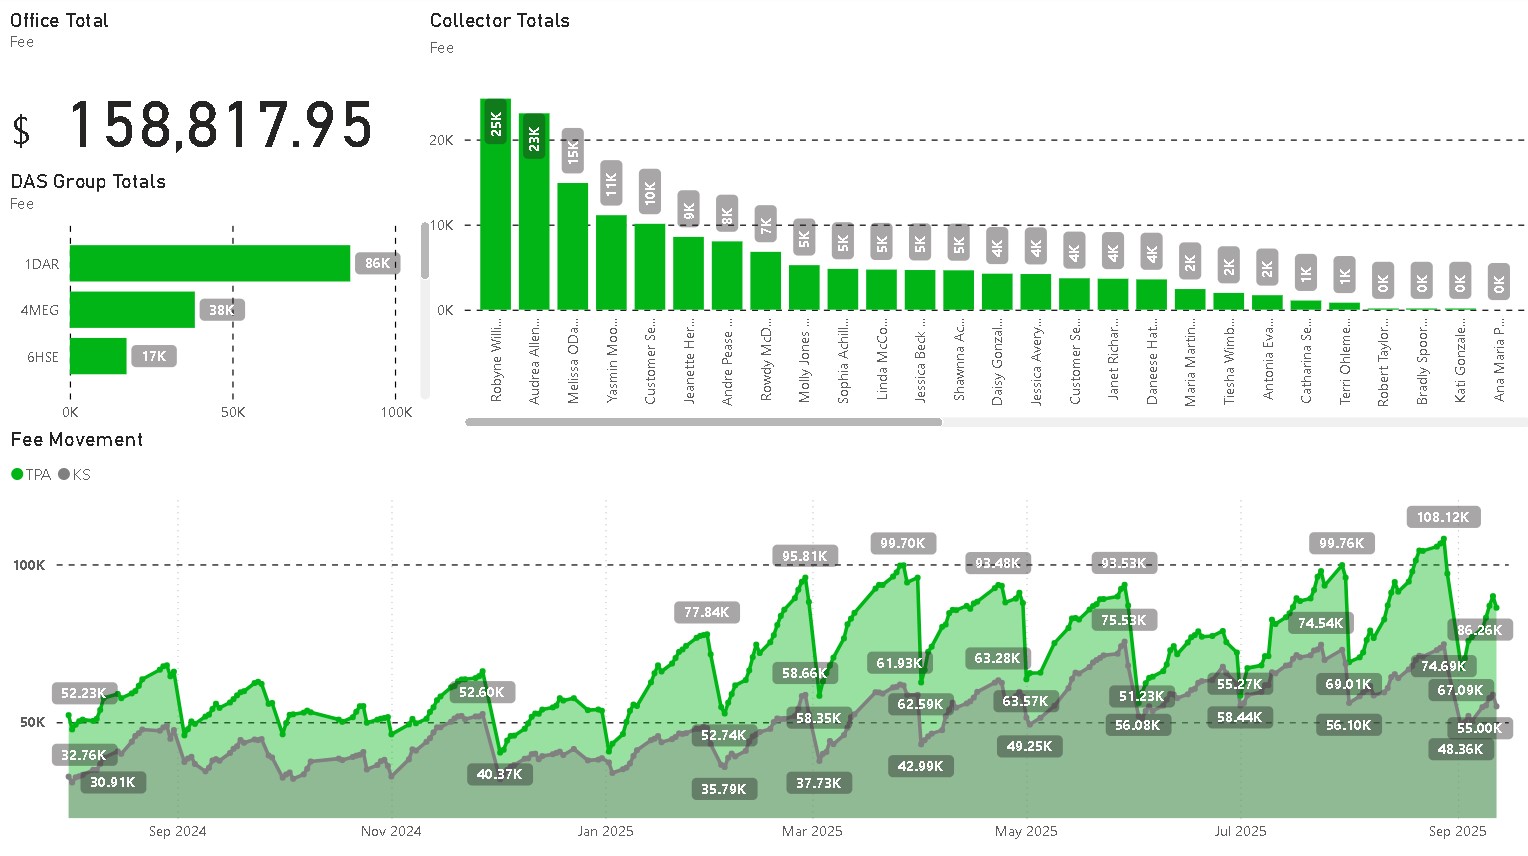 Office Total
Fee
$ 158,817.95
DAS Group Totals
Fee
1DAR 86K
4MEG 38K
6HSE 17K
0K 50K 100K
Collector Totals
Fee
20K
10K
0K
25K 23K 15K 11K 10K 9K 8K 7K 5K 5K 5K 5K 5K 4K 4K 4K 4K 4K 2K 2K 2K 1K 1K 0K 0K 0K 0K
Robyne Willi...
Audrea Allen...
Melissa ODa...
Yasmin Moo...
Customer Se...
Jeanette Her...
Andre Pease ...
Rowdy McD...
Molly Jones ...
Sophia Achill...
Linda McCo...
Jessica Beck ...
Shawnna Ac...
Daisy Gonzal...
Jessica Avery...
Customer Se...
Janet Richar...
Daneese Hat...
Maria Martin...
Tiesha Wimb...
Antonia Eva...
Catharina Se...
Terri Ohleme...
Robert Taylor...
Bradly Spoor...
Kati Gonzale...
Ana Maria P...
Fee Movement
TPA KS
100K
50K
52.23K
32.76K
30.91K
52.60K
40.37K
77.84K
52.74K
35.79K
95.81K
58.66K
58.35K
37.73K
99.70K
61.93K
62.59K
42.99K
93.48K
63.28K
63.57K
49.25K
93.53K
75.53K
51.23K
56.08K
55.27K
58.44K
99.76K
74.54K
69.01K
56.10K
108.12K
74.69K
67.09K
48.36K
86.26K
55.00K
Sep 2024 Nov 2024 Jan 2025 Mar 2025 May 2025 Jul 2025 Sep 2025